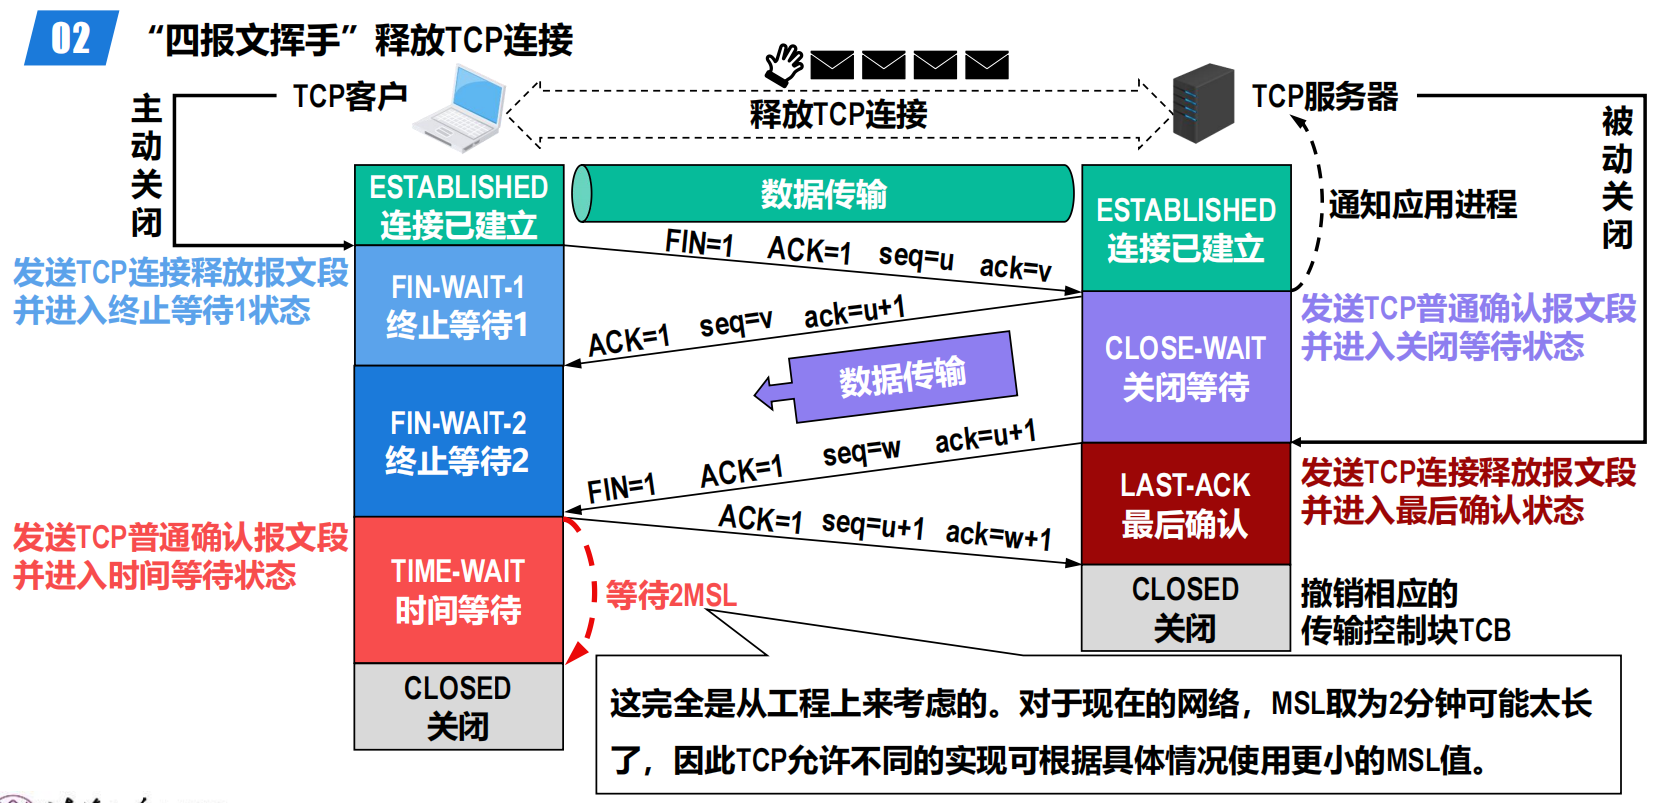 02
“四报文挥手”释放TCP连接
TCP客户
释放TCP连接
TCP服务器
主动关闭
被动关闭
ESTABLISHED
连接已建立
数据传输
ESTABLISHED
连接已建立
通知应用进程
FIN=1 ACK=1 seq=u ack=v
发送TCP连接释放报文段
并进入终止等待1状态
FIN-WAIT-1
终止等待1
ACK=1 seq=v ack=u+1
CLOSE-WAIT
关闭等待
发送TCP普通确认报文段
并进入关闭等待状态
数据传输
FIN-WAIT-2
终止等待2
FIN=1 ACK=1 seq=w ack=u+1
LAST-ACK
最后确认
发送TCP连接释放报文段
并进入最后确认状态
ACK=1 seq=u+1 ack=w+1
发送TCP普通确认报文段
并进入时间等待状态
TIME-WAIT
时间等待
等待2MSL
CLOSED
关闭
撤销相应的
传输控制块TCB
CLOSED
关闭
这完全是从工程上来考虑的。对于现在的网络，MSL取为2分钟可能太长
了，因此TCP允许不同的实现可根据具体情况使用更小的MSL值。